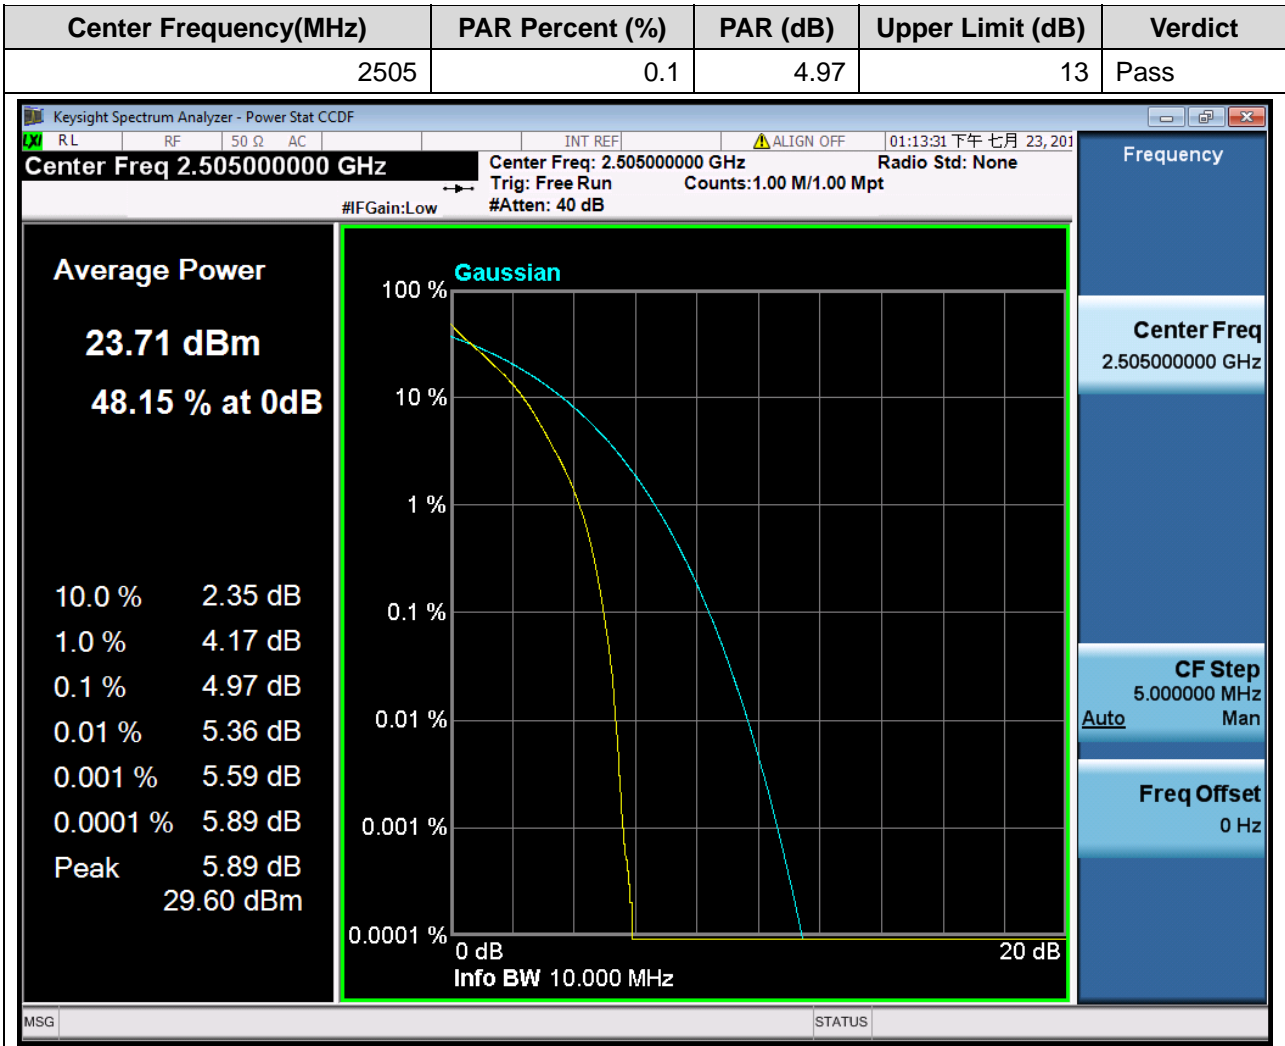 Center Frequency(MHz) PAR Percent (%) PAR (dB) Upper Limit (dB) Verdict
2505 0.1 4.97 13 Pass
Keysight Spectrum Analyzer - Power Stat CCDF
LXI RL RF 50 Ω AC INT REF ALIGN OFF 01:13:31 下午 七月 23, 201
Center Freq 2.505000000 GHz
Center Freq: 2.505000000 GHz Radio Std: None
Trig: Free Run Counts:1.00 M/1.00 Mpt
#IFGain:Low #Atten: 40 dB
Frequency
Average Power
23.71 dBm
48.15 % at 0dB
10.0 % 2.35 dB
1.0 % 4.17 dB
0.1 % 4.97 dB
0.01 % 5.36 dB
0.001 % 5.59 dB
0.0001 % 5.89 dB
Peak 5.89 dB
29.60 dBm
Gaussian
100 %
10 %
1 %
0.1 %
0.01 %
0.001 %
0.0001 %
0 dB 20 dB
Info BW 10.000 MHz
Center Freq
2.505000000 GHz
CF Step
5.000000 MHz
Auto Man
Freq Offset
0 Hz
MSG STATUS